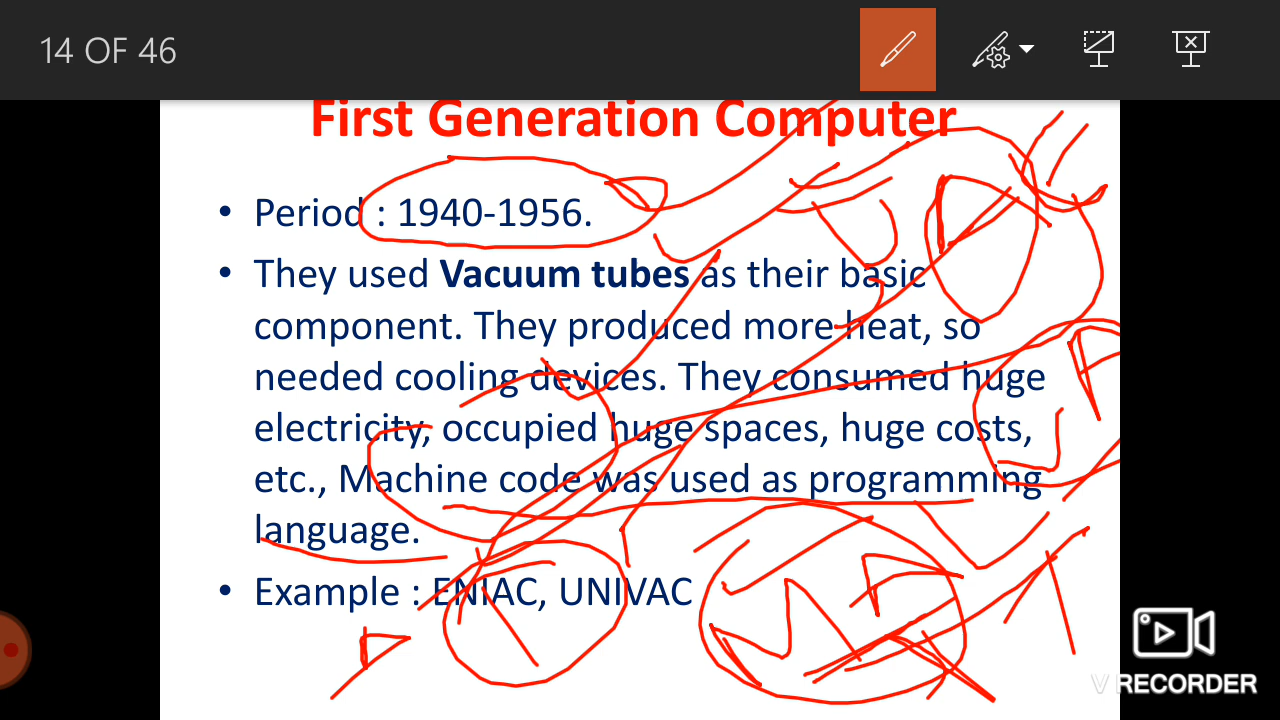 14 OF 46
First Generation Computer
• Period : 1940-1956.
• They used Vacuum tubes as their basic
component. They produced more heat, so
needed cooling devices. They consumed huge
electricity, occupied huge spaces, huge costs,
etc., Machine code was used as programming
language.
• Example : ENIAC, UNIVAC
V RECORDER